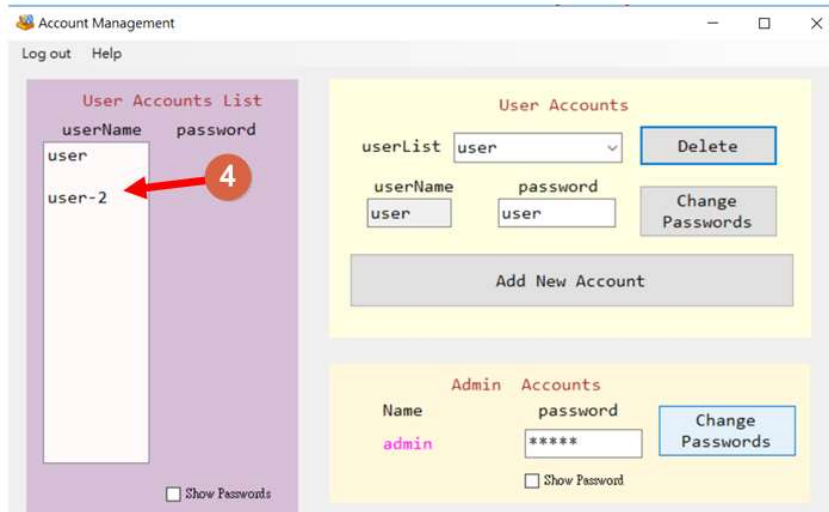 Account Management
Log out Help
User Accounts List
userName password
user
user-2
4
Show Passwords
User Accounts
userList user
Delete
userName password
user user
Change
Passwords
Add New Account
Admin Accounts
Name password
admin *****
Change
Passwords
Show Password